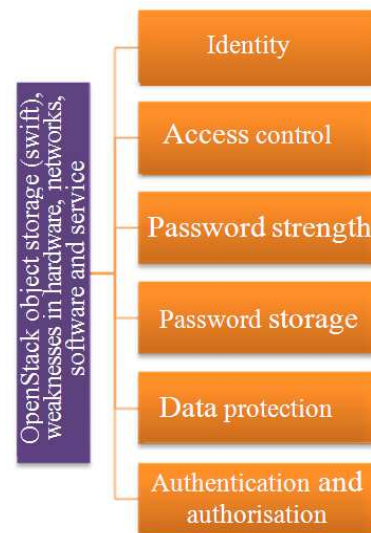 OpenStack object storage (swift),
weaknesses in hardware, networks,
software and service
Identity
Access control
Password strength
Password storage
Data protection
Authentication and
authorisation